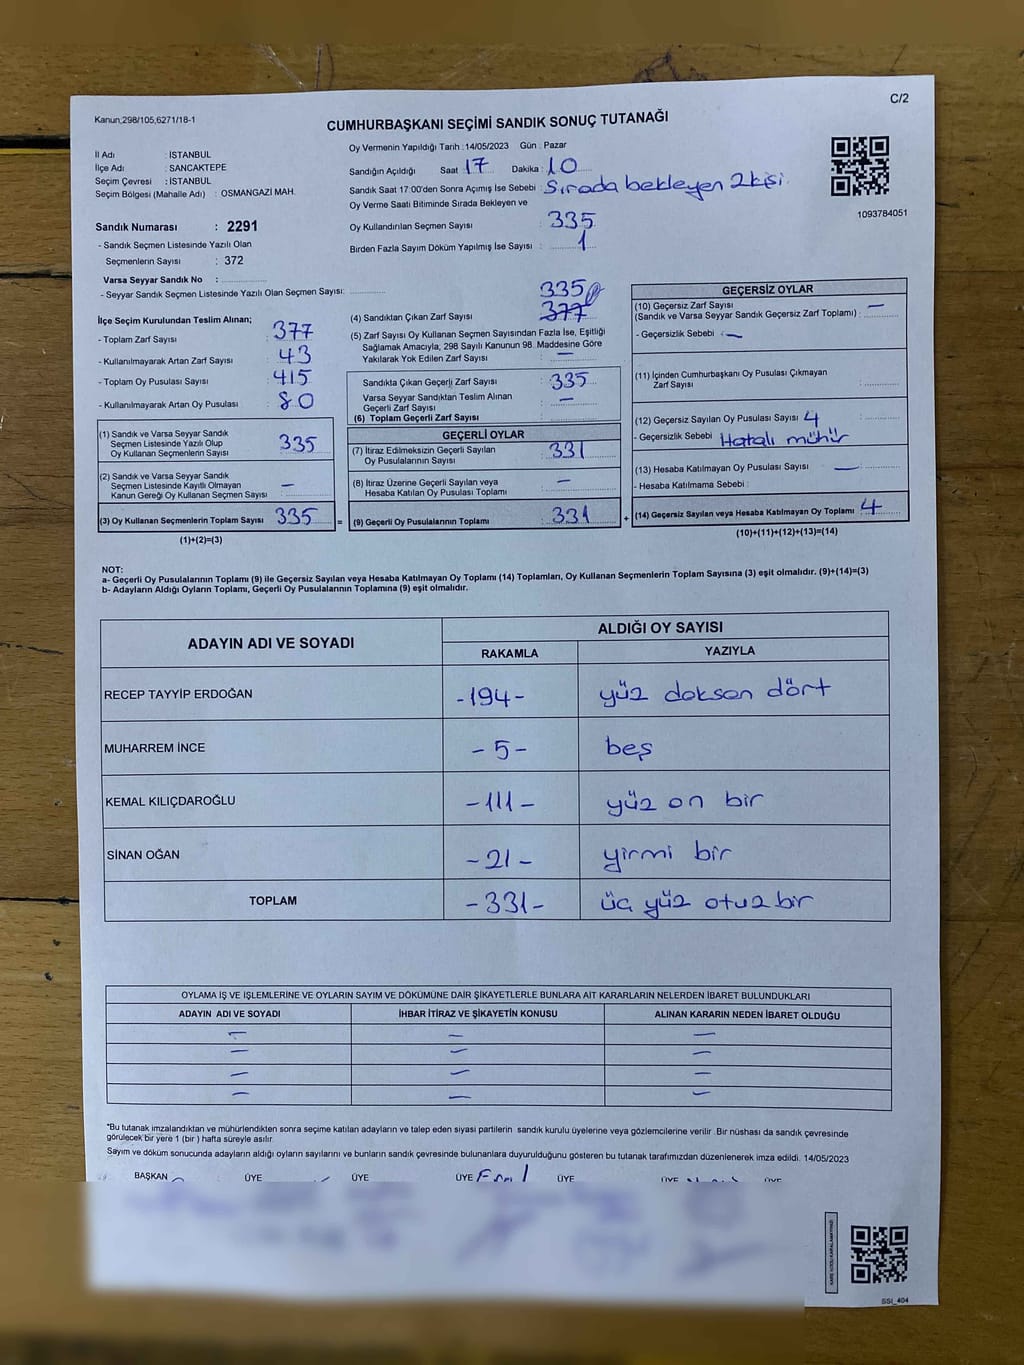 C/2
Kanun;298/105,6271/18-1
CUMHURBAŞKANI SEÇİMİ SANDIK SONUÇ TUTANAĞI
İl Adı : İSTANBUL
İlçe Adı : SANCAKTEPE
Seçim Çevresi : İSTANBUL
Seçim Bölgesi (Mahalle Adı) : OSMANGAZİ MAH.
Oy Vermenin Yapıldığı Tarih : 14/05/2023 Gün : Pazar
Sandığın Açıldığı Saat 17 Dakika : 10
Sandık Saat 17:00'den Sonra Açımış İse Sebebi : Sırada bekleyen 2 kişi
Oy Verme Saati Bitiminde Sırada Bekleyen ve
Oy Kullandırılan Seçmen Sayısı : 335
Birden Fazla Sayım Döküm Yapılmış İse Sayısı : 1
1093784051
Sandık Numarası : 2291
- Sandık Seçmen Listesinde Yazılı Olan
Seçmenlerin Sayısı : 372
Varsa Seyyar Sandık No :
- Seyyar Sandık Seçmen Listesinde Yazılı Olan Seçmen Sayısı:
İlçe Seçim Kurulundan Teslim Alınan;
- Toplam Zarf Sayısı : 377
- Kullanılmayarak Artan Zarf Sayısı : 43
- Toplam Oy Pusulası Sayısı : 415
- Kullanılmayarak Artan Oy Pusulası : 80
(1) Sandık ve Varsa Seyyar Sandık
Seçmen Listesinde Yazılı Olup
Oy Kullanan Seçmenlerin Sayısı : 335
(2) Sandık ve Varsa Seyyar Sandık
Seçmen Listesinde Kayıtlı Olmayan
Kanun Gereği Oy Kullanan Seçmen Sayısı : —
(3) Oy Kullanan Seçmenlerin Toplam Sayısı 335 =
(1)+(2)=(3)
335
(4) Sandıktan Çıkan Zarf Sayısı : 377
(5) Zarf Sayısı Oy Kullanan Seçmen Sayısından Fazla İse, Eşitliği
Sağlamak Amacıyla, 298 Sayılı Kanunun 98. Maddesine Göre
Yakılarak Yok Edilen Zarf Sayısı : —
Sandıkta Çıkan Geçerli Zarf Sayısı : 335
Varsa Seyyar Sandıktan Teslim Alınan
Geçerli Zarf Sayısı : —
(6) Toplam Geçerli Zarf Sayısı :
GEÇERLİ OYLAR
(7) İtiraz Edilmeksizin Geçerli Sayılan
Oy Pusulalarının Sayısı : 331
(8) İtiraz Üzerine Geçerli Sayılan veya
Hesaba Katılan Oy Pusulası Toplamı : —
(9) Geçerli Oy Pusulalarının Toplamı : 331 +
GEÇERSİZ OYLAR
(10) Geçersiz Zarf Sayısı —
(Sandık ve Varsa Seyyar Sandık Geçersiz Zarf Toplamı) :
- Geçersizlik Sebebi : —
(11) İçinden Cumhurbaşkanı Oy Pusulası Çıkmayan
Zarf Sayısı :
(12) Geçersiz Sayılan Oy Pusulası Sayısı 4 :
- Geçersizlik Sebebi : Hatalı mühür
(13) Hesaba Katılmayan Oy Pusulası Sayısı — :
- Hesaba Katılmama Sebebi :
(14) Geçersiz Sayılan veya Hesaba Katılmayan Oy Toplamı : 4
(10)+(11)+(12)+(13)=(14)
NOT:
a- Geçerli Oy Pusulalarının Toplamı (9) ile Geçersiz Sayılan veya Hesaba Katılmayan Oy Toplamı (14) Toplamları, Oy Kullanan Seçmenlerin Toplam Sayısına (3) eşit olmalıdır. (9)+(14)=(3)
b- Adayların Aldığı Oyların Toplamı, Geçerli Oy Pusulalarının Toplamına (9) eşit olmalıdır.
ADAYIN ADI VE SOYADI
ALDIĞI OY SAYISI
RAKAMLA YAZIYLA
RECEP TAYYİP ERDOĞAN -194- yüz doksan dört
MUHARREM İNCE -5- beş
KEMAL KILIÇDAROĞLU -111- yüz on bir
SİNAN OĞAN -21- yirmi bir
TOPLAM -331- üç yüz otuz bir
OYLAMA İŞ VE İŞLEMLERİNE VE OYLARIN SAYIM VE DÖKÜMÜNE DAİR ŞİKAYETLERLE BUNLARA AİT KARARLARIN NELERDEN İBARET BULUNDUKLARI
ADAYIN ADI VE SOYADI İHBAR İTİRAZ VE ŞİKAYETİN KONUSU ALINAN KARARIN NEDEN İBARET OLDUĞU
— — —
— — —
— — —
— — —
*Bu tutanak imzalandıktan ve mühürlendikten sonra seçime katılan adayların ve talep eden siyasi partilerin sandık kurulu üyelerine veya gözlemcilerine verilir. Bir nüshası da sandık çevresinde
görülecek bir yere 1 (bir) hafta süreyle asılır.
Sayım ve döküm sonucunda adayların aldığı oyların sayılarını ve bunların sandık çevresinde bulunanlara duyurulduğunu gösteren bu tutanak tarafımızdan düzenlenerek imza edildi. 14/05/2023
BAŞKAN ÜYE ÜYE ÜYE ÜYE ÜYE ÜYE
KARE KODU KARALAMAYINIZ!
SSI_404